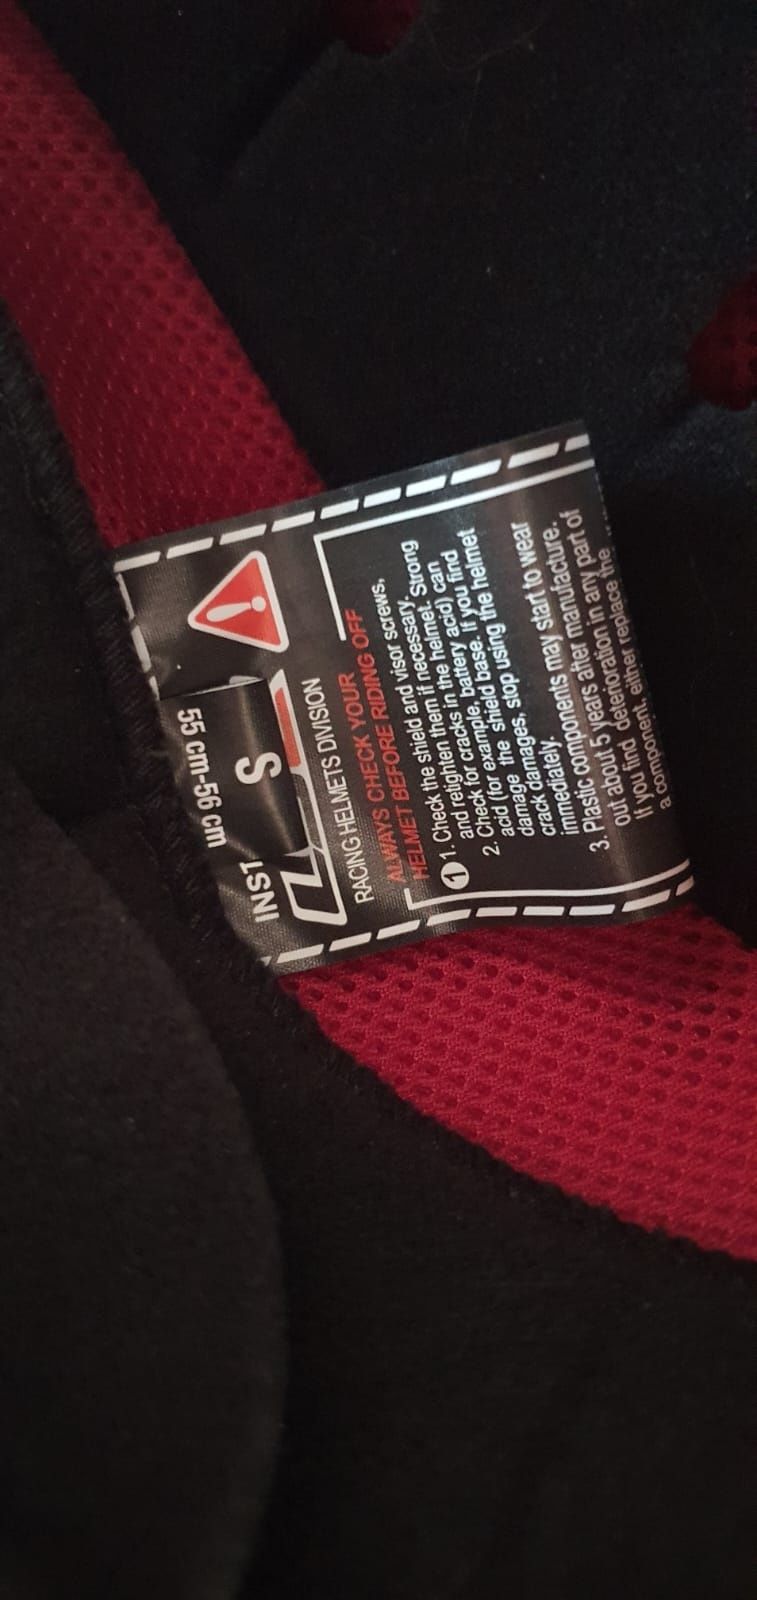 55 cm-56 cm
S
INST
RACING HELMETS DIVISION
ALWAYS CHECK YOUR
HELMET BEFORE RIDING OFF
1 1. Check the shield and visor screws,
and retighten them if necessary. Strong
2. Check for cracks in the helmet. can
acid (for example, battery acid) can
damage the shield base. If you find
crack damages, stop using the helmet
immediately.
3. Plastic components may start to wear
out about 5 years after manufacture.
If you find deterioration in any part of
a component, either replace the